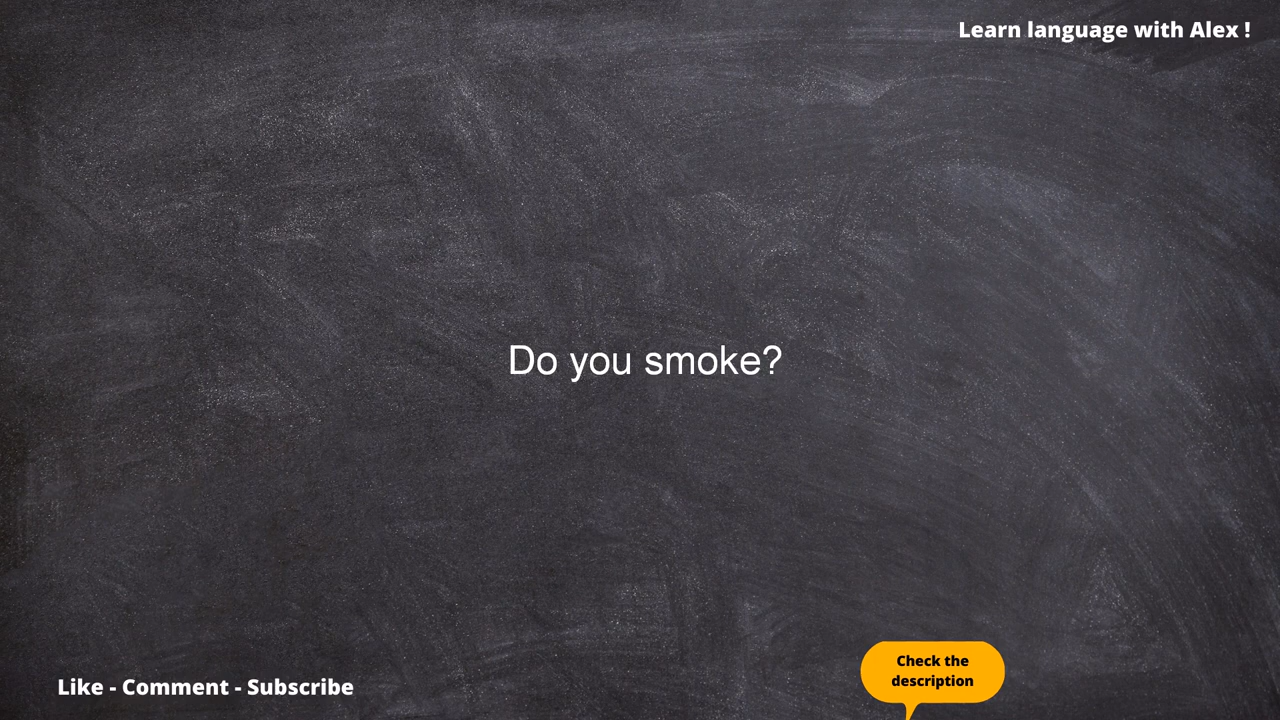 Learn language with Alex !
Do you smoke?
Check the
description
Like - Comment - Subscribe